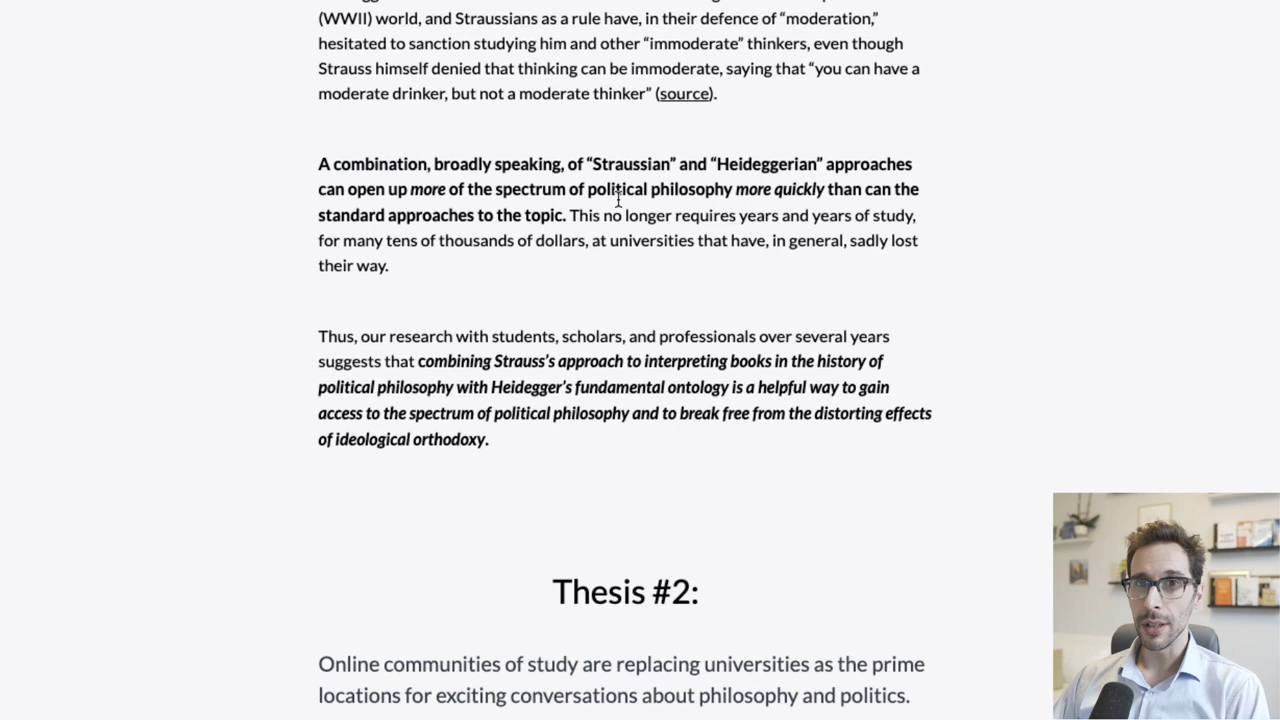 (WWII) world, and Straussians as a rule have, in their defence of “moderation,”
hesitated to sanction studying him and other “immoderate” thinkers, even though
Strauss himself denied that thinking can be immoderate, saying that “you can have a
moderate drinker, but not a moderate thinker” (source).
A combination, broadly speaking, of “Straussian” and “Heideggerian” approaches
can open up more of the spectrum of political philosophy more quickly than can the
standard approaches to the topic. This no longer requires years and years of study,
for many tens of thousands of dollars, at universities that have, in general, sadly lost
their way.
Thus, our research with students, scholars, and professionals over several years
suggests that combining Strauss’s approach to interpreting books in the history of
political philosophy with Heidegger’s fundamental ontology is a helpful way to gain
access to the spectrum of political philosophy and to break free from the distorting effects
of ideological orthodoxy.
Thesis #2:
Online communities of study are replacing universities as the prime
locations for exciting conversations about philosophy and politics.